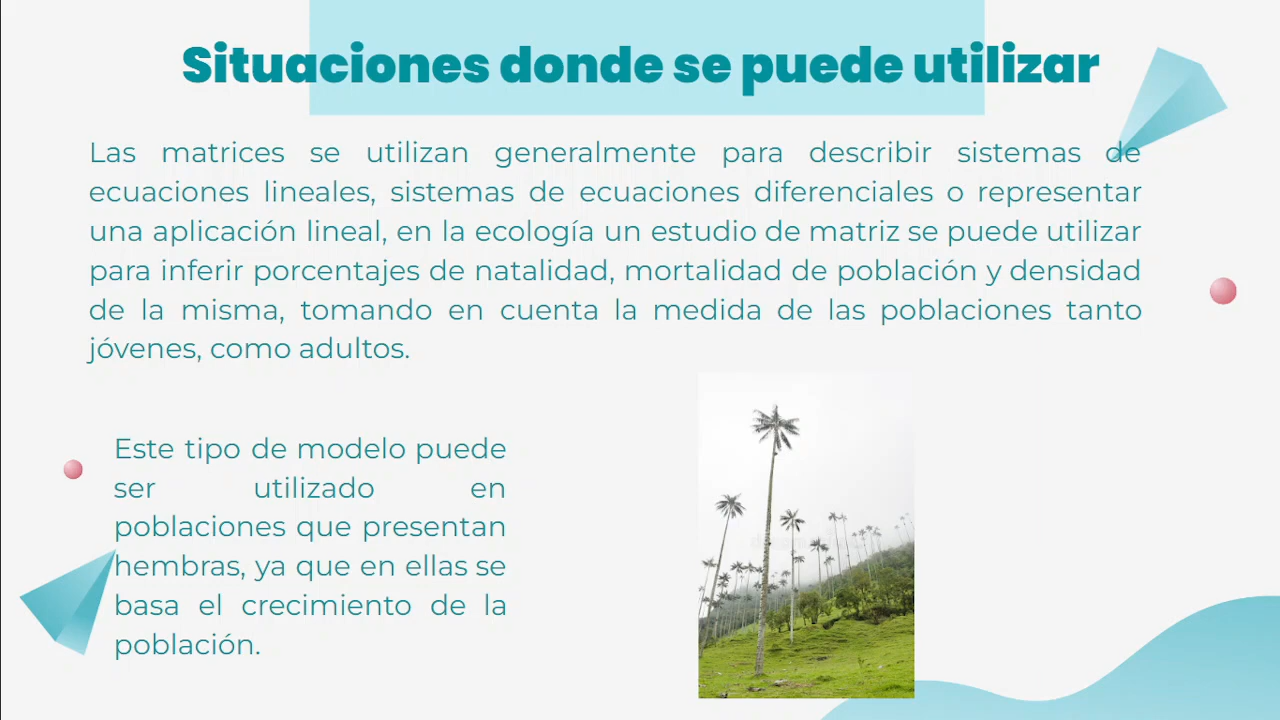 Situaciones donde se puede utilizar
Las matrices se utilizan generalmente para describir sistemas de
ecuaciones lineales, sistemas de ecuaciones diferenciales o representar
una aplicación lineal, en la ecología un estudio de matriz se puede utilizar
para inferir porcentajes de natalidad, mortalidad de población y densidad
de la misma, tomando en cuenta la medida de las poblaciones tanto
jóvenes, como adultos.
Este tipo de modelo puede
ser utilizado en
poblaciones que presentan
hembras, ya que en ellas se
basa el crecimiento de la
población.